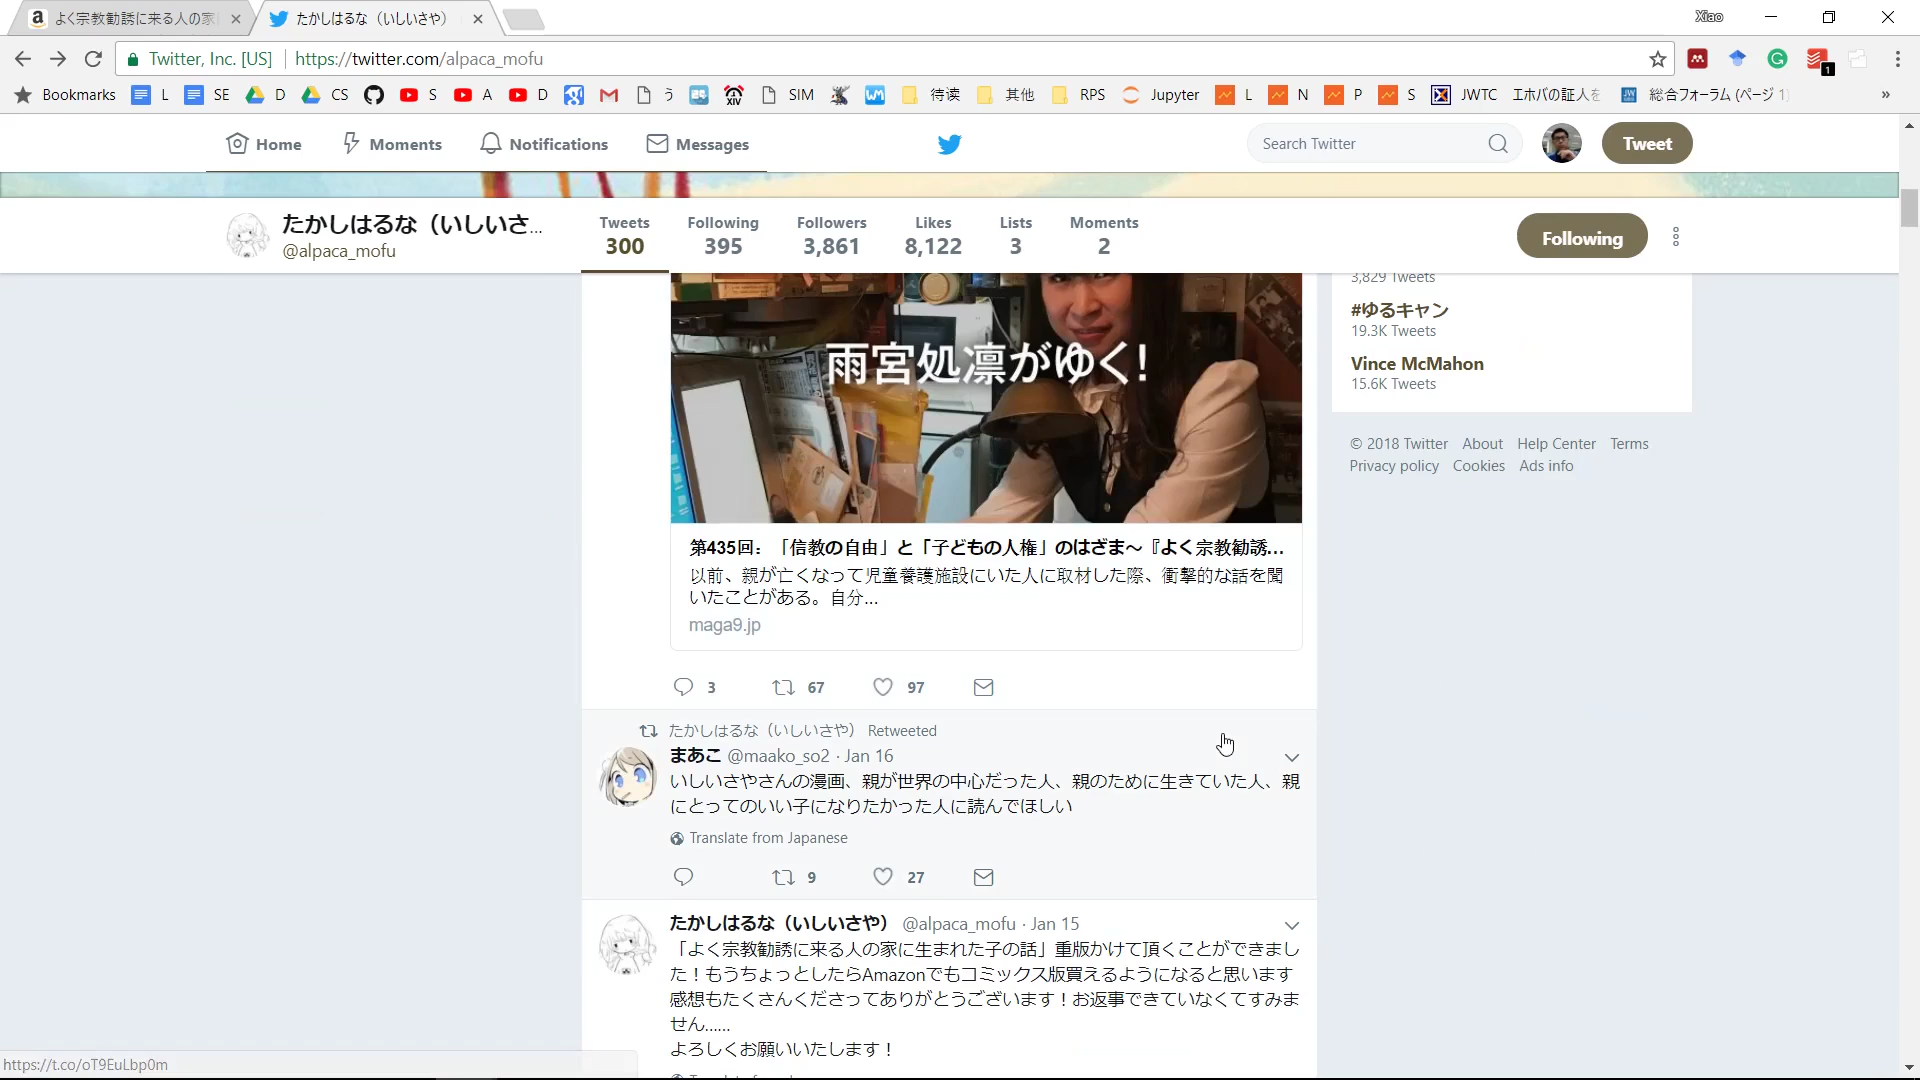 よく宗教勧誘に来る人の家
たかしはるな（いしいさや）
Xiao
Twitter, Inc. [US]
https://twitter.com/alpaca_mofu
1
Bookmarks L SE D CS S A D う SIM 待读 其他 RPS Jupyter L N P S JWTC エホバの証人を 総合フォーラム (ページ 1) »
Home Moments Notifications Messages
Search Twitter
Tweet
たかしはるな（いしいさ...
@alpaca_mofu
Tweets 300
Following 395
Followers 3,861
Likes 8,122
Lists 3
Moments 2
Following
雨宮処凛がゆく!
第435回：「信教の自由」と「子どもの人権」のはざま～『よく宗教勧誘...
以前、親が亡くなって児童養護施設にいた人に取材した際、衝撃的な話を聞
いたことがある。自分...
maga9.jp
3 67 97
たかしはるな（いしいさや） Retweeted
まあこ @maako_so2 · Jan 16
いしいさやさんの漫画、親が世界の中心だった人、親のために生きていた人、親
にとってのいい子になりたかった人に読んでほしい
Translate from Japanese
9 27
たかしはるな（いしいさや） @alpaca_mofu · Jan 15
「よく宗教勧誘に来る人の家に生まれた子の話」重版かけて頂くことができまし
た！もうちょっとしたらAmazonでもコミックス版買えるようになると思います
感想もたくさんくださってありがとうございます！お返事できていなくてすみま
せん......
よろしくお願いいたします！
3,829 Tweets
#ゆるキャン
19.3K Tweets
Vince McMahon
15.6K Tweets
© 2018 Twitter About Help Center Terms
Privacy policy Cookies Ads info
https://t.co/oT9EuLbp0m